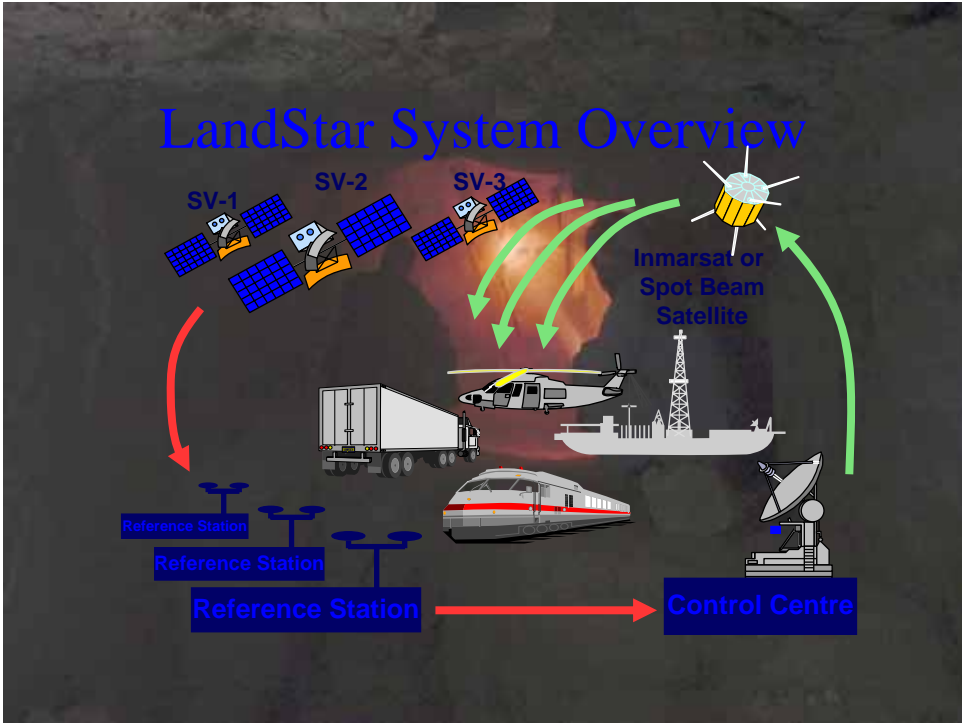 LandStar System Overview
SV-1
SV-2
SV-3
Inmarsat or
Spot Beam
Satellite
Reference Station
Reference Station
Reference Station
Control Centre